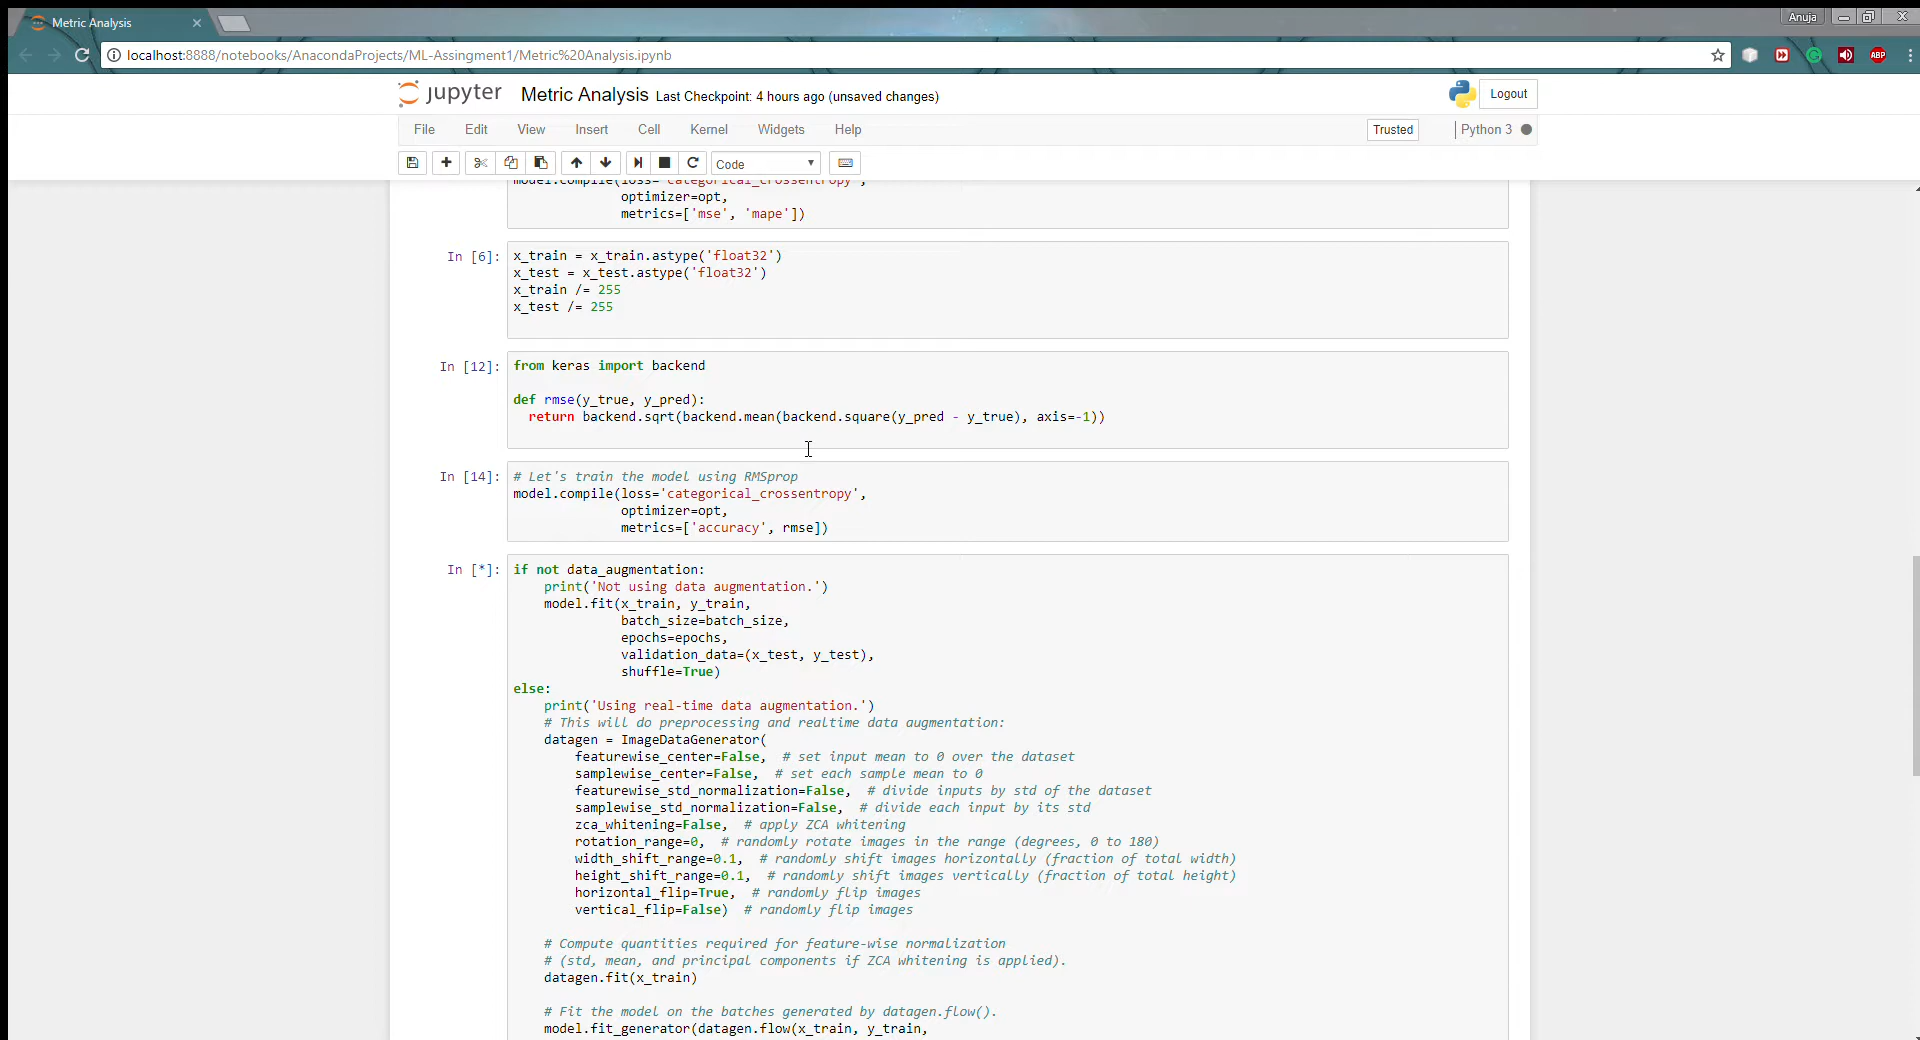 Metric Analysis
Anuja
localhost:8888/notebooks/AnacondaProjects/ML-Assingment1/Metric%20Analysis.ipynb
ABP
jupyter Metric Analysis Last Checkpoint: 4 hours ago (unsaved changes)
Logout
File Edit View Insert Cell Kernel Widgets Help
Trusted
Python 3
Code
model.compile(loss='categorical_crossentropy',
optimizer=opt,
metrics=['mse', 'mape'])
In [6]:
x_train = x_train.astype('float32')
x_test = x_test.astype('float32')
x_train /= 255
x_test /= 255
In [12]:
from keras import backend
def rmse(y_true, y_pred):
return backend.sqrt(backend.mean(backend.square(y_pred - y_true), axis=-1))
In [14]:
# Let's train the model using RMSprop
model.compile(loss='categorical_crossentropy',
optimizer=opt,
metrics=['accuracy', rmse])
In [*]:
if not data_augmentation:
print('Not using data augmentation.')
model.fit(x_train, y_train,
batch_size=batch_size,
epochs=epochs,
validation_data=(x_test, y_test),
shuffle=True)
else:
print('Using real-time data augmentation.')
# This will do preprocessing and realtime data augmentation:
datagen = ImageDataGenerator(
featurewise_center=False,  # set input mean to 0 over the dataset
samplewise_center=False,  # set each sample mean to 0
featurewise_std_normalization=False,  # divide inputs by std of the dataset
samplewise_std_normalization=False,  # divide each input by its std
zca_whitening=False,  # apply ZCA whitening
rotation_range=0,  # randomly rotate images in the range (degrees, 0 to 180)
width_shift_range=0.1,  # randomly shift images horizontally (fraction of total width)
height_shift_range=0.1,  # randomly shift images vertically (fraction of total height)
horizontal_flip=True,  # randomly flip images
vertical_flip=False)  # randomly flip images
# Compute quantities required for feature-wise normalization
# (std, mean, and principal components if ZCA whitening is applied).
datagen.fit(x_train)
# Fit the model on the batches generated by datagen.flow().
model.fit_generator(datagen.flow(x_train, y_train,